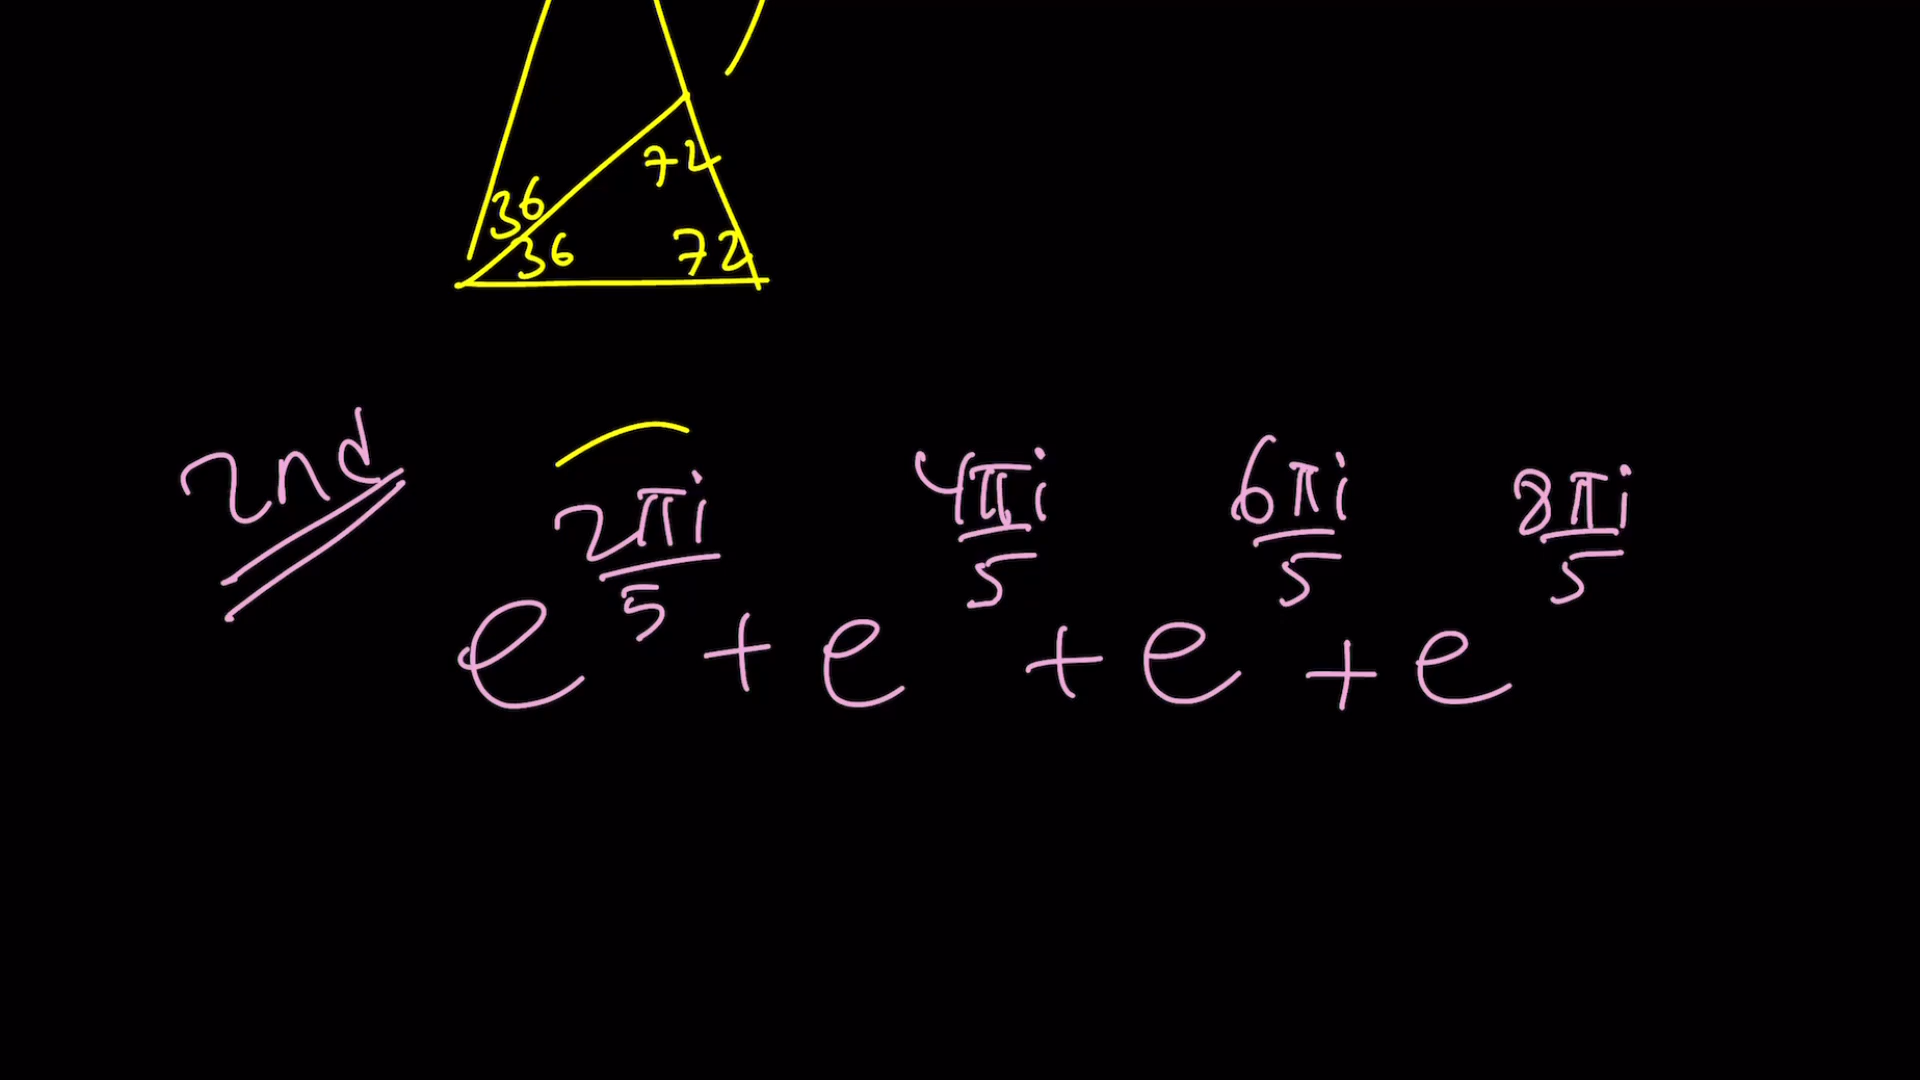 72
36
36 72
2nd
e^{2πi/5} + e^{4πi/5} + e^{6πi/5} + e^{8πi/5}